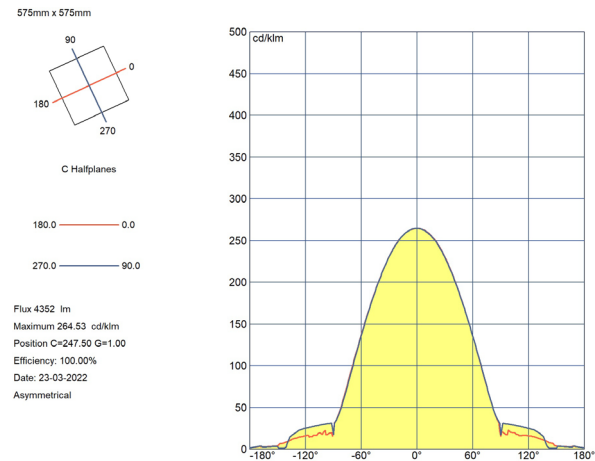 575mm x 575mm
90
0
180
270
C Halfplanes
180.0 0.0
270.0 90.0
Flux 4352 lm
Maximum 264.53 cd/klm
Position C=247.50 G=1.00
Efficiency: 100.00%
Date: 23-03-2022
Asymmetrical
500
cd/klm
450
400
350
300
250
200
150
100
50
0
-180° -120° -60° 0° 60° 120° 180°